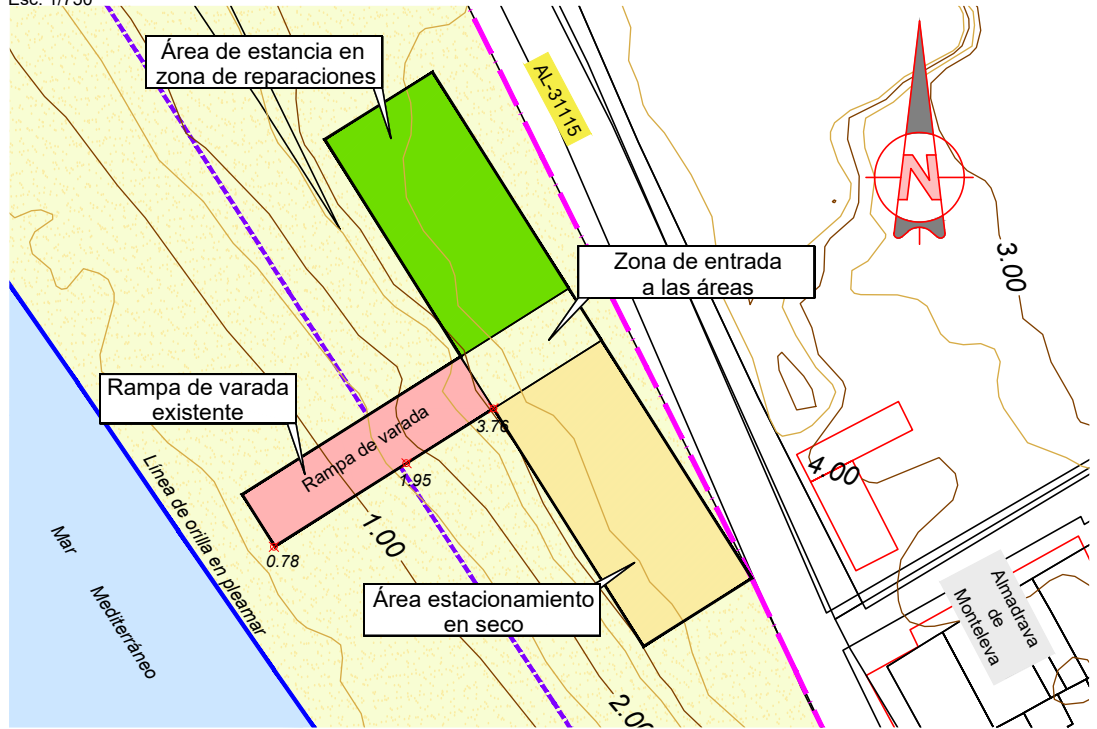 Esc. 1/750
Área de estancia en
zona de reparaciones
AL-31115
N
3.00
Zona de entrada
a las áreas
Rampa de varada
existente
Rampa de varada
3.76
1.95
0.78
1.00
4.00
Línea de orilla en pleamar
Mar
Mediterráneo
Área estacionamiento
en seco
2.00
Almadrava
de
Monteleva